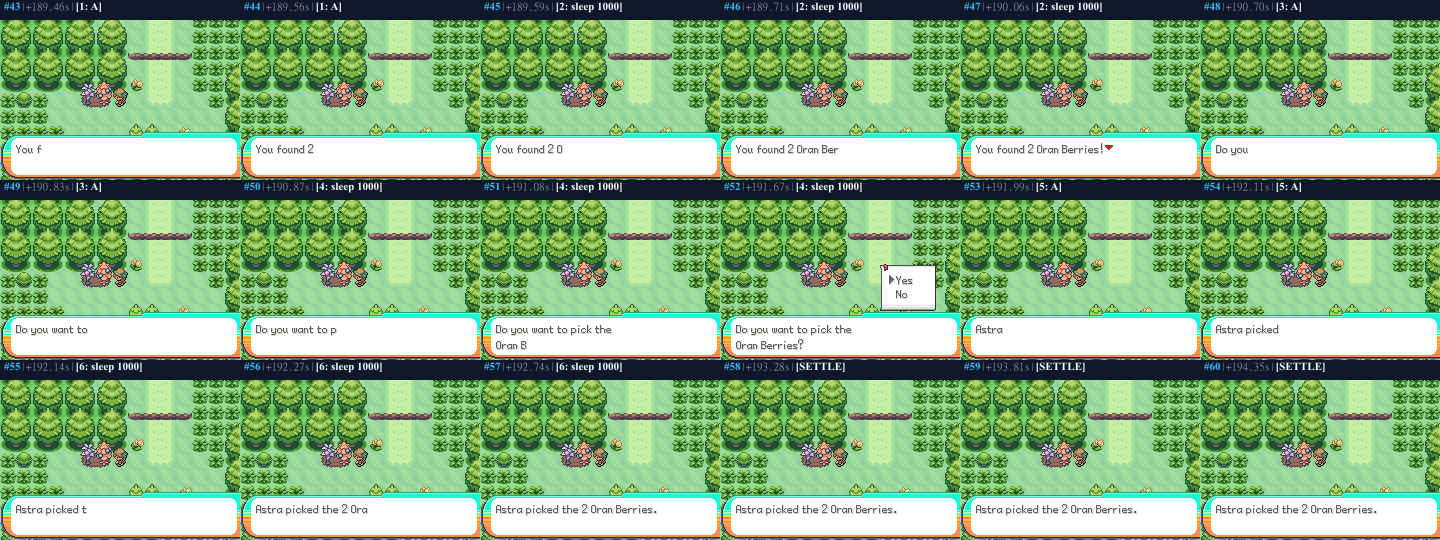 #43|+189.46s|[1: A]
#44|+189.56s|[1: A]
#45|+189.59s|[2: sleep 1000]
#46|+189.71s|[2: sleep 1000]
#47|+190.06s|[2: sleep 1000]
#48|+190.70s|[3: A]
You f
You found 2
You found 2 O
You found 2 Oran Ber
You found 2 Oran Berries!
Do you
#49|+190.83s|[3: A]
#50|+190.87s|[4: sleep 1000]
#51|+191.08s|[4: sleep 1000]
#52|+191.67s|[4: sleep 1000]
#53|+191.99s|[5: A]
#54|+192.11s|[5: A]
Do you want to
Do you want to p
Do you want to pick the
Oran B
Yes
No
Do you want to pick the
Oran Berries?
Astra
Astra picked
#55|+192.14s|[6: sleep 1000]
#56|+192.27s|[6: sleep 1000]
#57|+192.74s|[6: sleep 1000]
#58|+193.28s|[SETTLE]
#59|+193.81s|[SETTLE]
#60|+194.35s|[SETTLE]
Astra picked t
Astra picked the 2 Ora
Astra picked the 2 Oran Berries.
Astra picked the 2 Oran Berries.
Astra picked the 2 Oran Berries.
Astra picked the 2 Oran Berries.